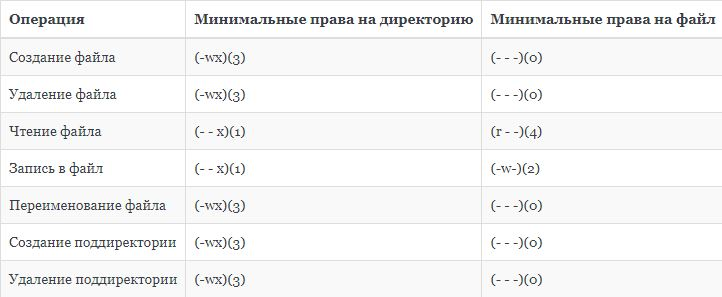 Операция Минимальные права на директорию Минимальные права на файл
Создание файла (-wx)(3) (- - -)(0)
Удаление файла (-wx)(3) (- - -)(0)
Чтение файла (- - x)(1) (r - -)(4)
Запись в файл (- - x)(1) (-w-)(2)
Переименование файла (-wx)(3) (- - -)(0)
Создание поддиректории (-wx)(3) (- - -)(0)
Удаление поддиректории (-wx)(3) (- - -)(0)